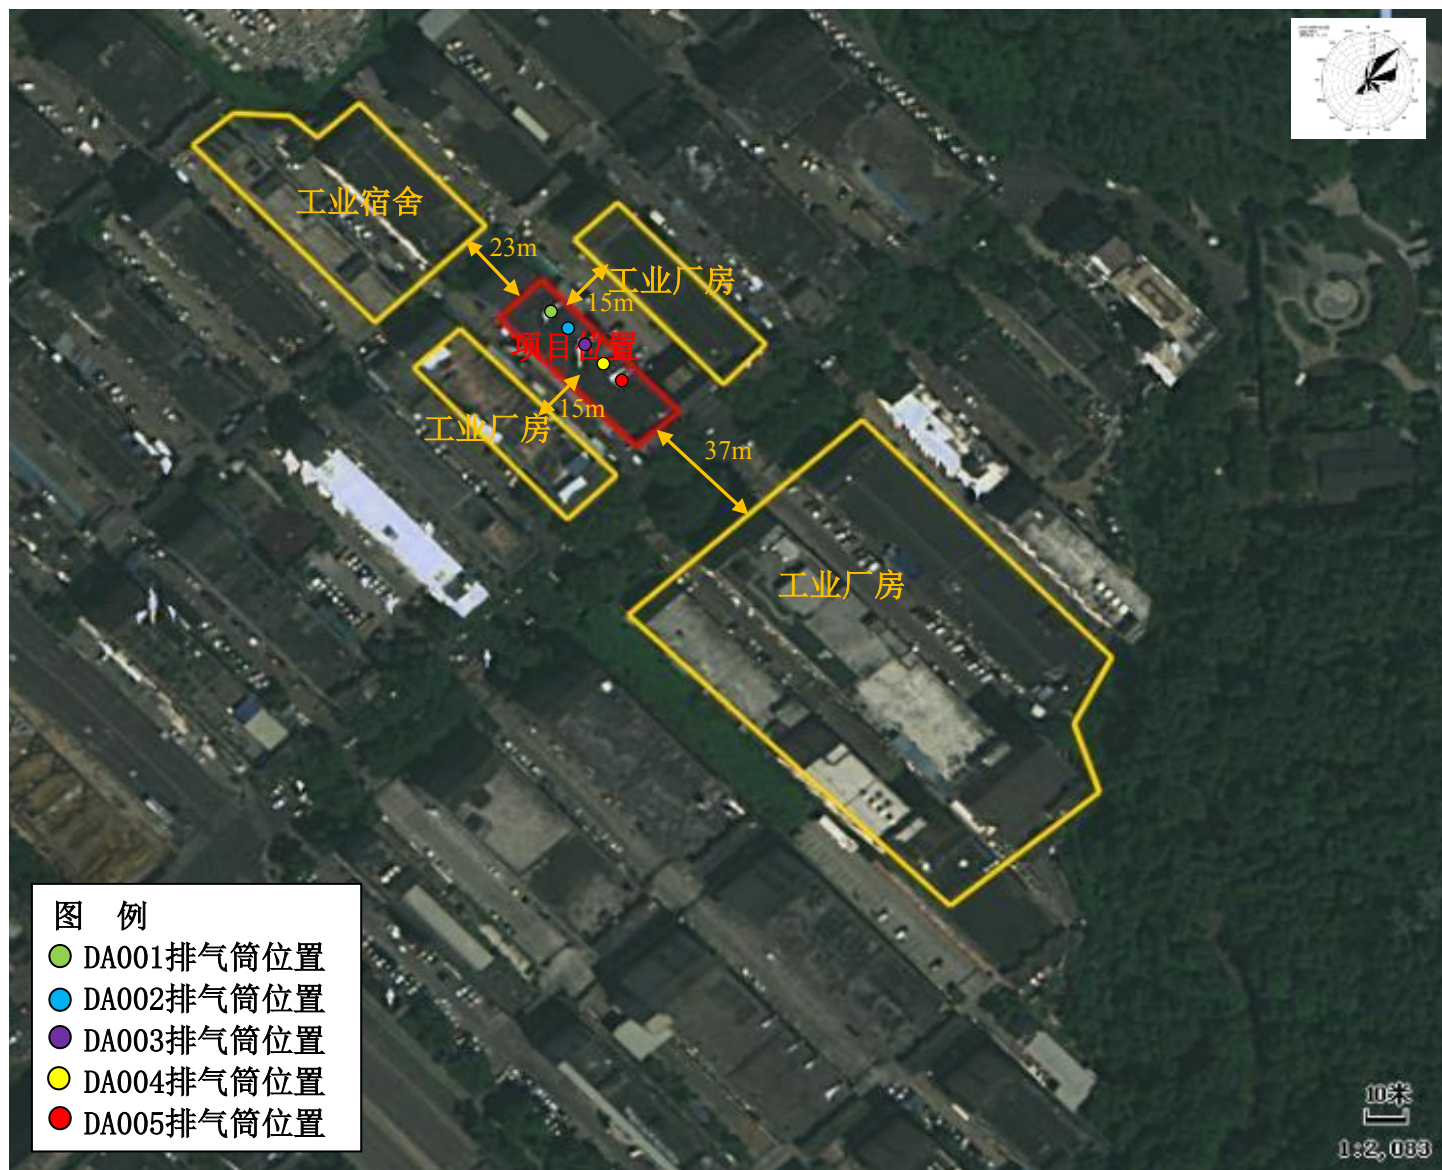 工业宿舍
23m
工业厂房
15m
项目位置
工业厂房
15m
37m
工业厂房
图 例
DA001排气筒位置
DA002排气筒位置
DA003排气筒位置
DA004排气筒位置
DA005排气筒位置
10米
1:2,083